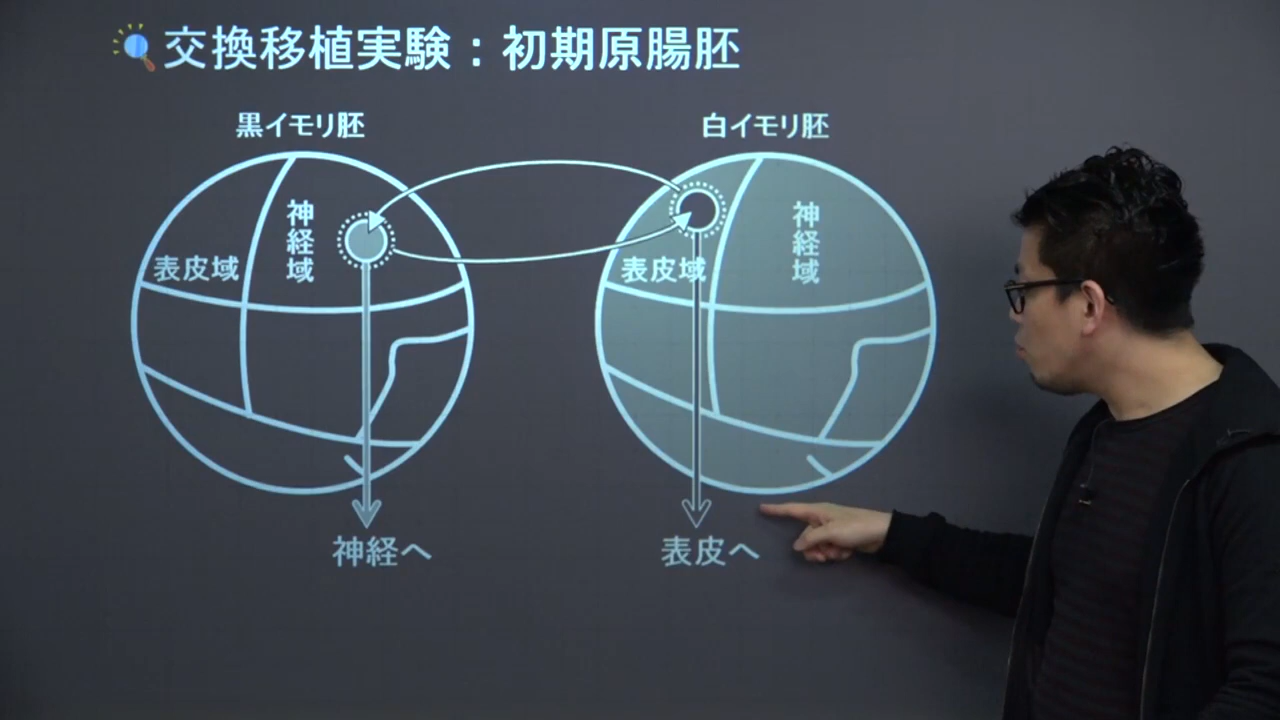 交換移植実験：初期原腸胚
黒イモリ胚
白イモリ胚
表皮域
神経域
表皮域
神経域
神経へ
表皮へ